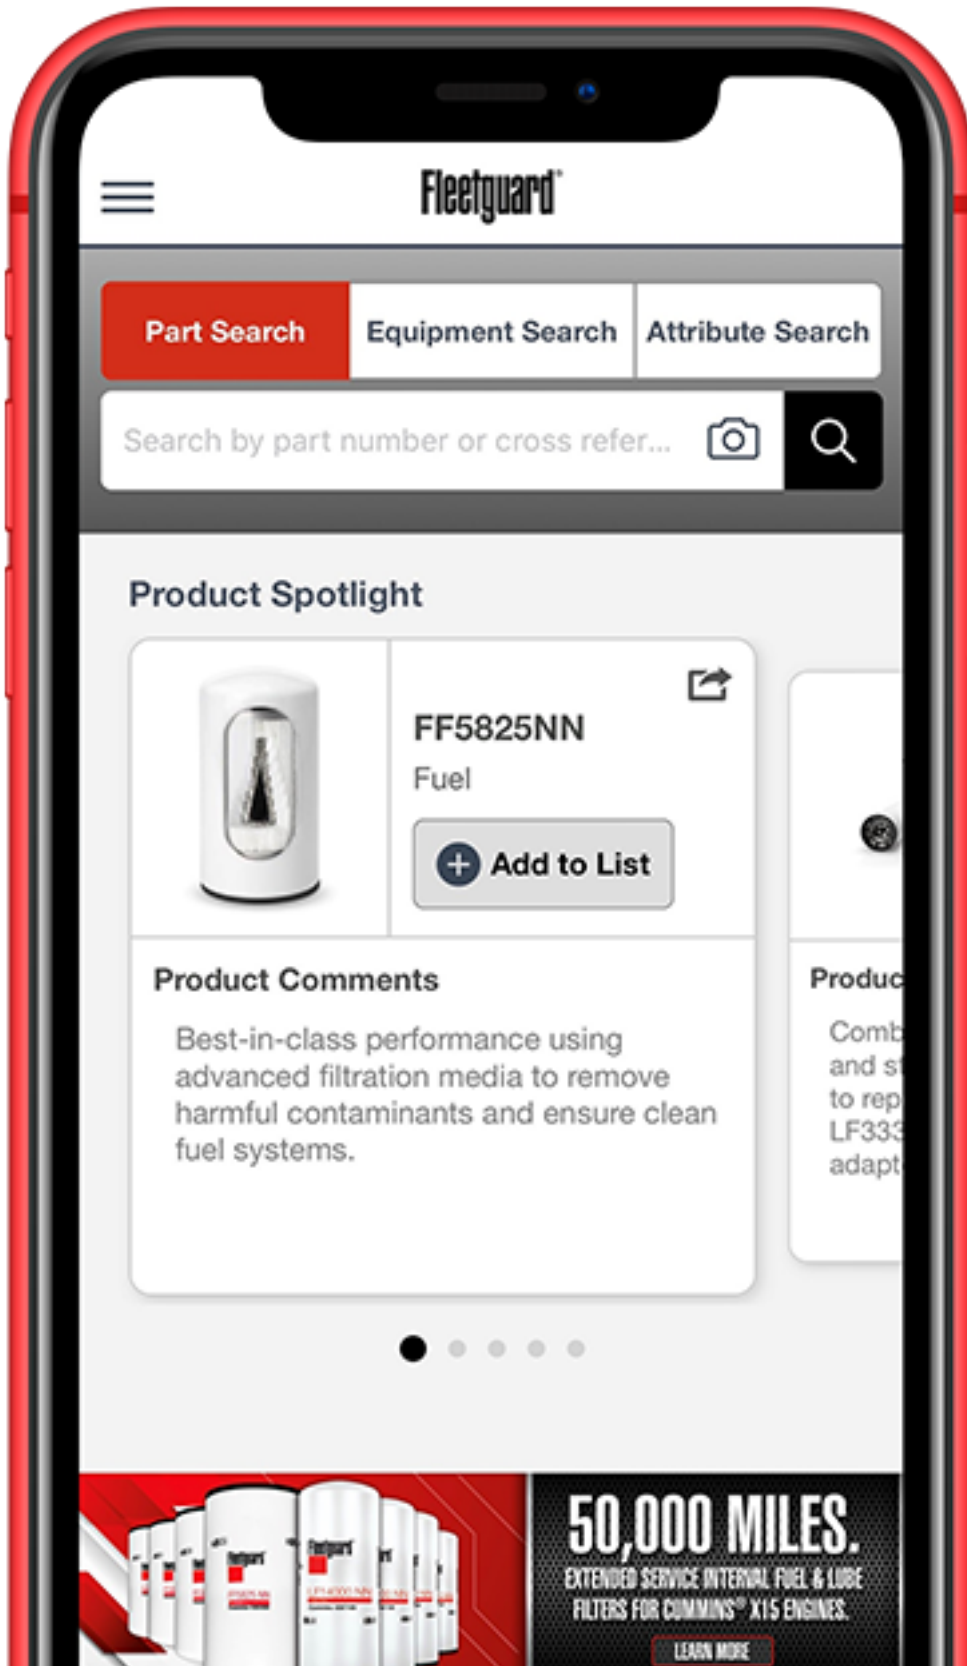 Fleetguard®
Part Search
Equipment Search
Attribute Search
Search by part number or cross refer...
Product Spotlight
FF5825NN
Fuel
Add to List
Product Comments
Best-in-class performance using
advanced filtration media to remove
harmful contaminants and ensure clean
fuel systems.
Produc
Comb
and st
to rep
LF333
adapt
Fleetguard
Fleetguard
50,000 MILES.
EXTENDED SERVICE INTERVAL FUEL & LUBE
FILTERS FOR CUMMINS® X15 ENGINES.
LEARN MORE